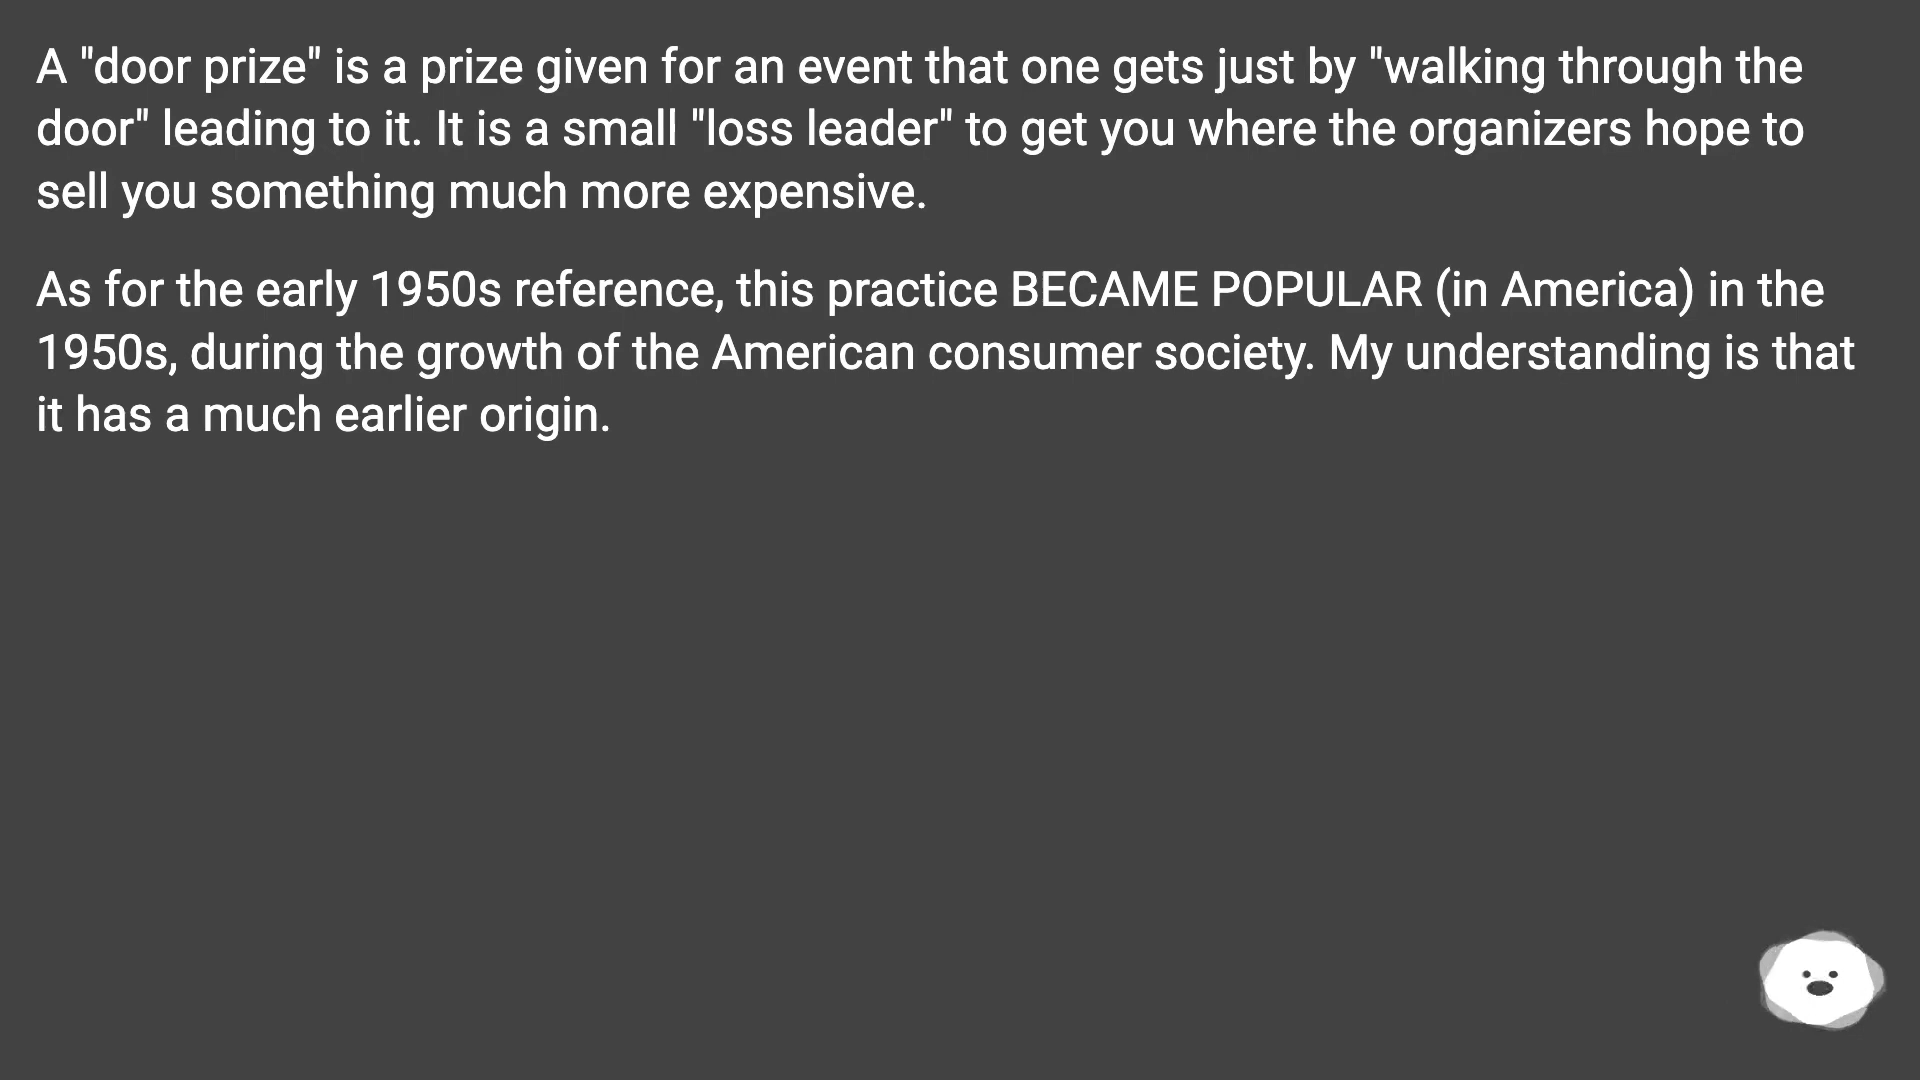 A "door prize" is a prize given for an event that one gets just by "walking through the
door" leading to it. It is a small "loss leader" to get you where the organizers hope to
sell you something much more expensive.
As for the early 1950s reference, this practice BECAME POPULAR (in America) in the
1950s, during the growth of the American consumer society. My understanding is that
it has a much earlier origin.